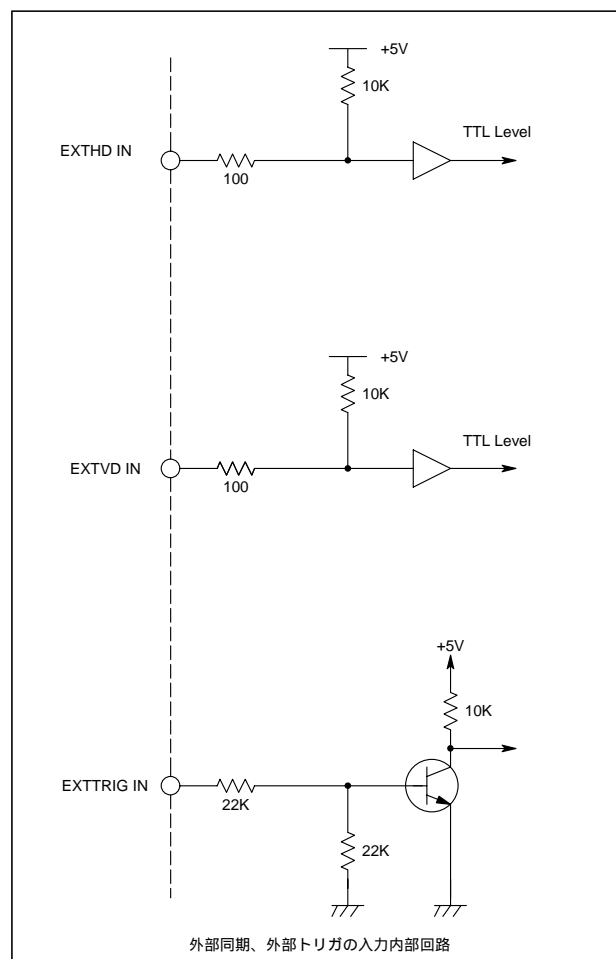 +5V
10K
TTL Level
EXTHD IN
100
+5V
10K
TTL Level
EXTVD IN
100
+5V
10K
EXTTRIG IN
22K
22K
外部同期、外部トリガの入力内部回路